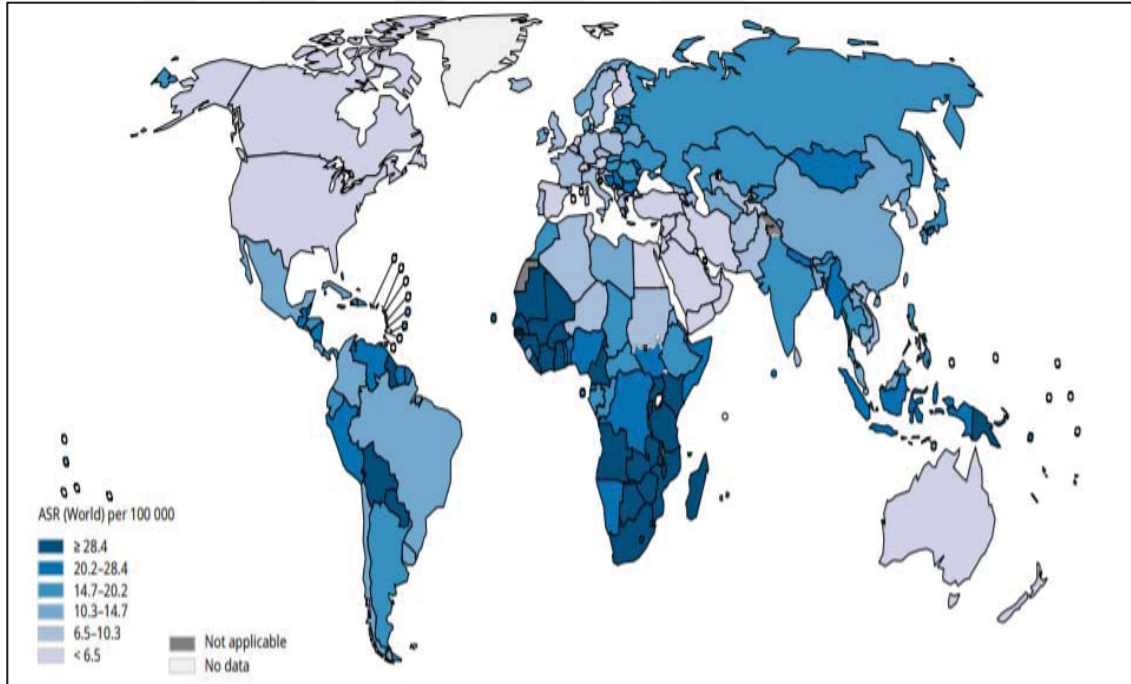 ASR (World) per 100 000
≥ 28.4
20.2–28.4
14.7–20.2
10.3–14.7
6.5–10.3
< 6.5
Not applicable
No data